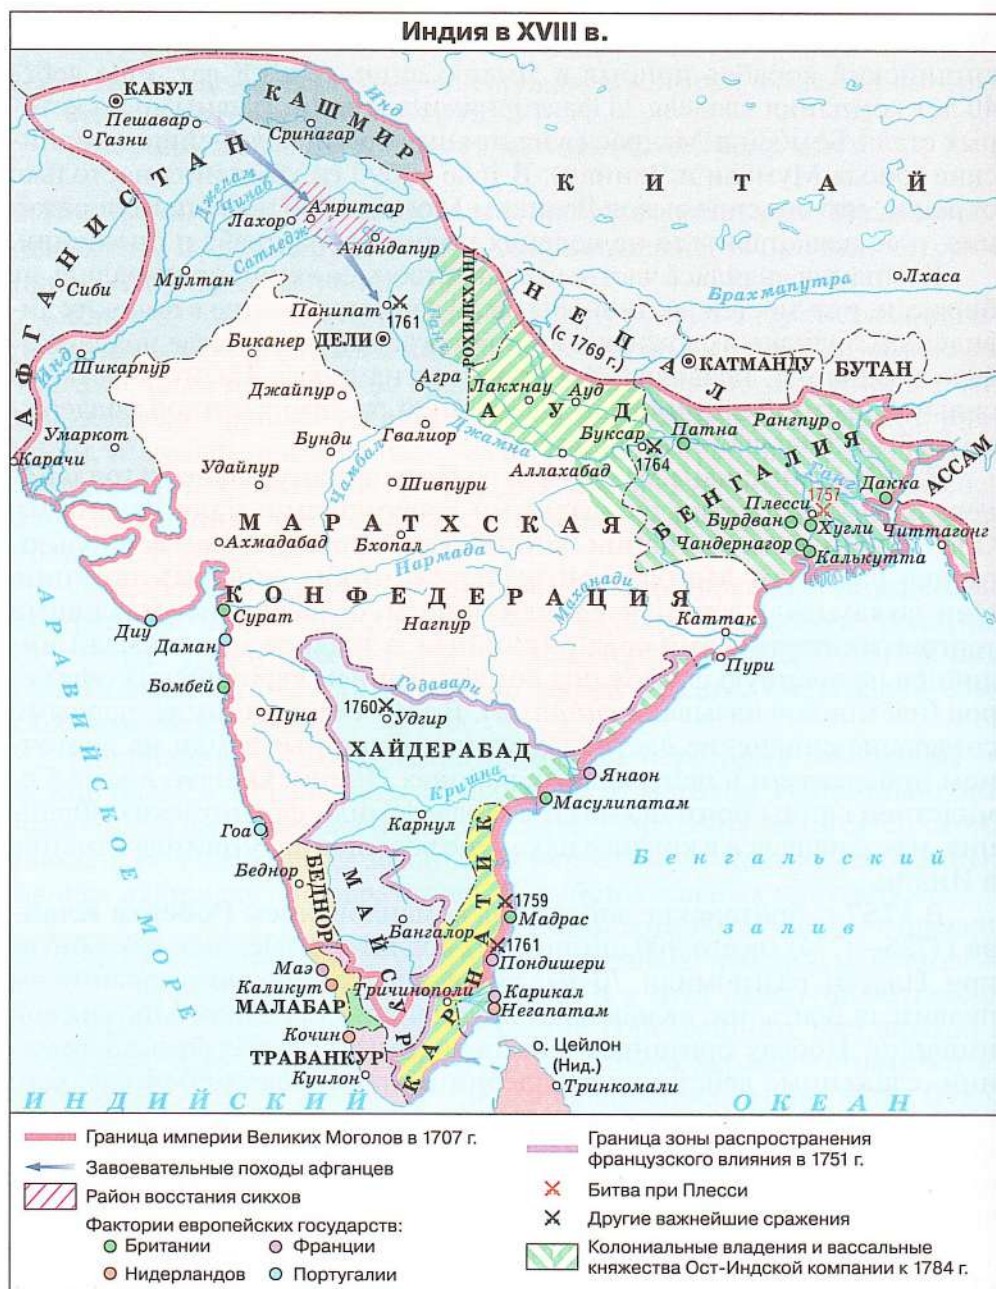 Индия в XVIII в.
КАБУЛ
Пешавар
Газни
КАШМИР
Сринагар
Инд
АФГАНИСТАН
Джелам
Чинаб
Лахор
Амритсар
Сатледж
Анандапур
КИТАЙ
Сиби
Мултан
Панипат
1761
ДЕЛИ
РОХИЛКХАНД
НЕПАЛ
(с 1769 г.)
Брахмапутра
Лхаса
Инд
Шикарпур
Биканер
Джайпур
Агра
Лакхнау
Ауд
АУД
КАТМАНДУ
БУТАН
Умаркот
Карачи
Бунди
Гвалиор
Джамна
Буксар
1764
Патна
Рангпур
Удайпур
Чамбал
Шивпури
Аллахабад
БЕНГАЛИЯ
Ганг
Дакка
АССАМ
МАРАТХСКАЯ
Плесси
1757
Бурдван
Хугли
Читтагонг
Ахмадабад
Бхопал
Чандернагор
Калькутта
Нармада
КОНФЕДЕРАЦИЯ
Маханади
Диу
Сурат
Даман
Нагпур
Каттак
Пури
Бомбей
Годавари
1760
Удгир
Пуна
ХАЙДЕРАБАД
Янаон
Кришна
Масулипатам
Карнул
Гоа
АРАВИЙСКОЕ МОРЕ
Бенгальский
залив
Беднор
БЕДНОР
МАЙСУР
КАРНАТИК
1759
Мадрас
Бангалор
1761
Пондишери
Маэ
Каликут
МАЛАБАР
Тричинополи
Карикал
Негапатам
Кочин
ТРАВАНКУР
Куилон
о. Цейлон
(Нид.)
Тринкомали
ИНДИЙСКИЙ ОКЕАН
Граница империи Великих Моголов в 1707 г.
Завоевательные походы афганцев
Район восстания сикхов
Фактории европейских государств:
Британии
Франции
Нидерландов
Португалии
Граница зоны распространения
французского влияния в 1751 г.
Битва при Плесси
Другие важнейшие сражения
Колониальные владения и вассальные
княжества Ост-Индской компании к 1784 г.